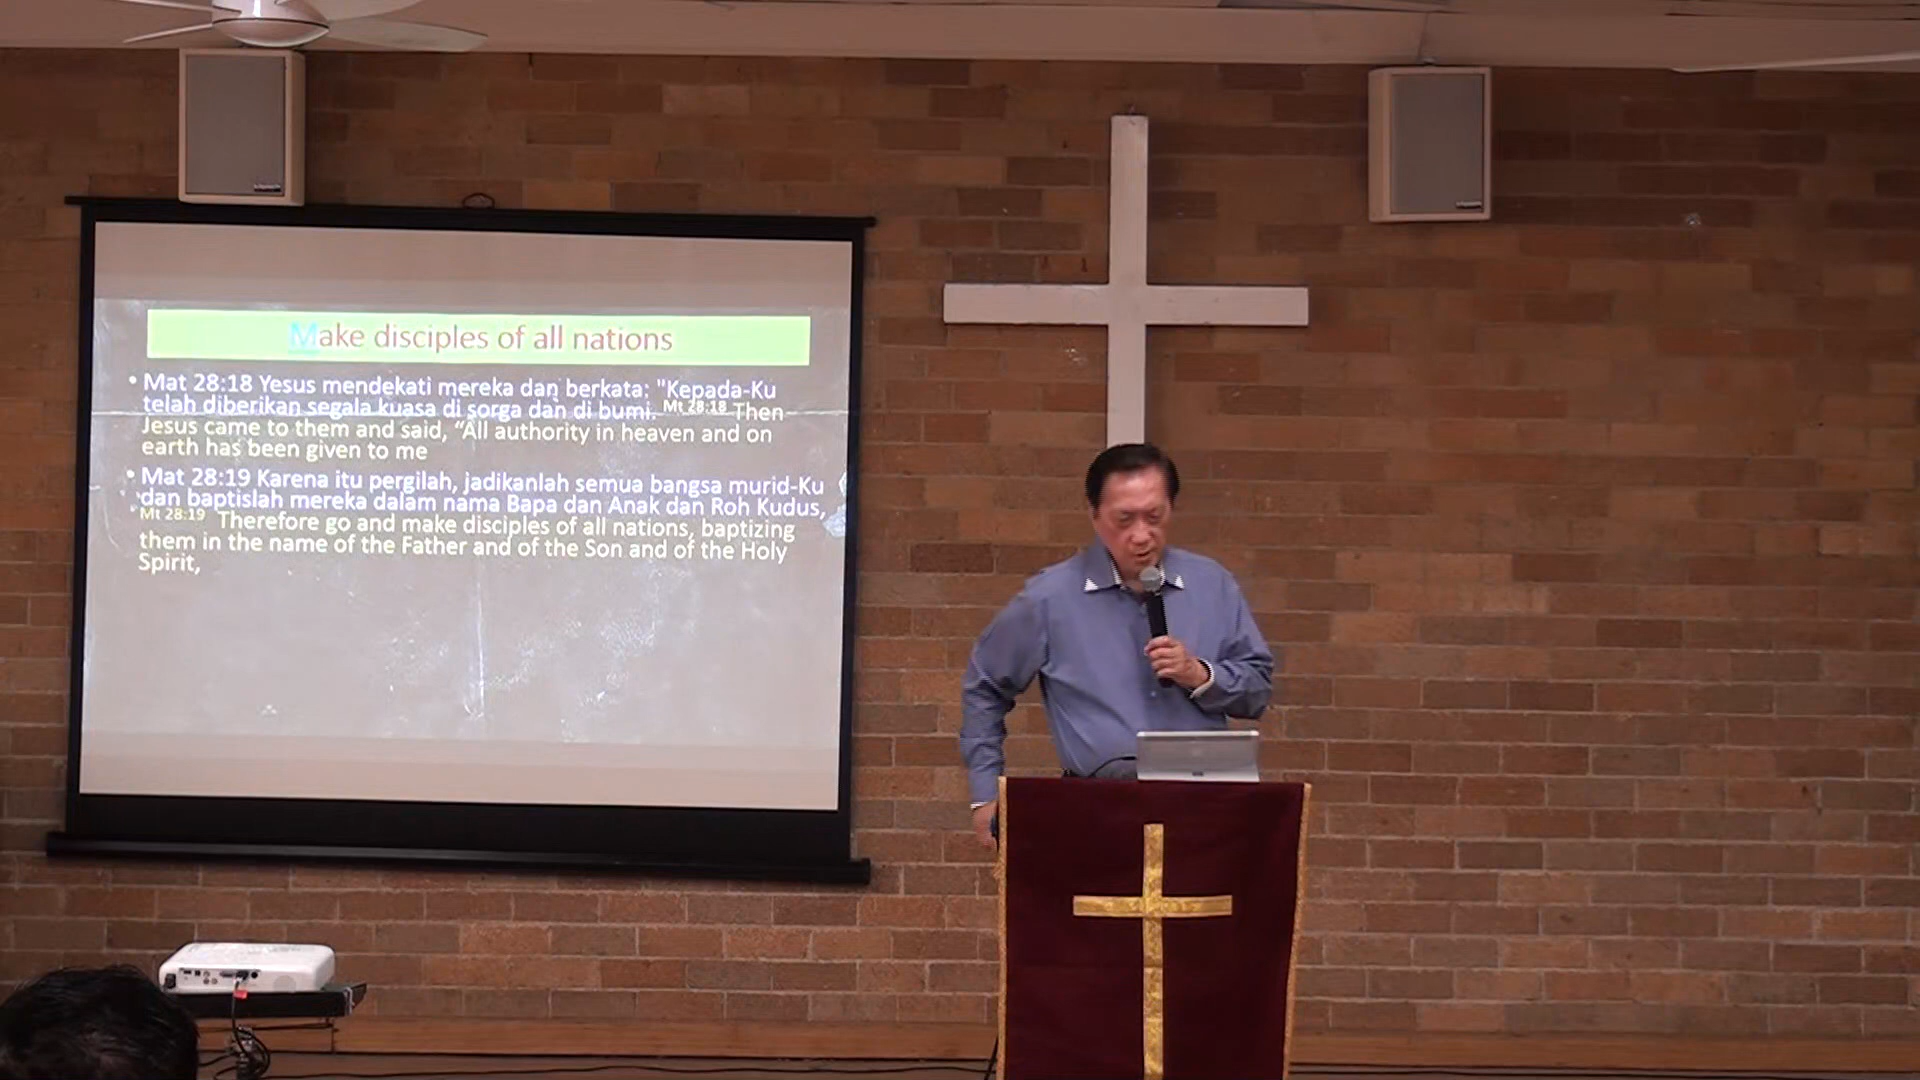 Make disciples of all nations
• Mat 28:18 Yesus mendekati mereka dan berkata: "Kepada-Ku
telah diberikan segala kuasa di sorga dan di bumi. Mt 28:18 Then
Jesus came to them and said, “All authority in heaven and on
earth has been given to me
• Mat 28:19 Karena itu pergilah, jadikanlah semua bangsa murid-Ku
dan baptislah mereka dalam nama Bapa dan Anak dan Roh Kudus,
Mt 28:19 Therefore go and make disciples of all nations, baptizing
them in the name of the Father and of the Son and of the Holy
Spirit,